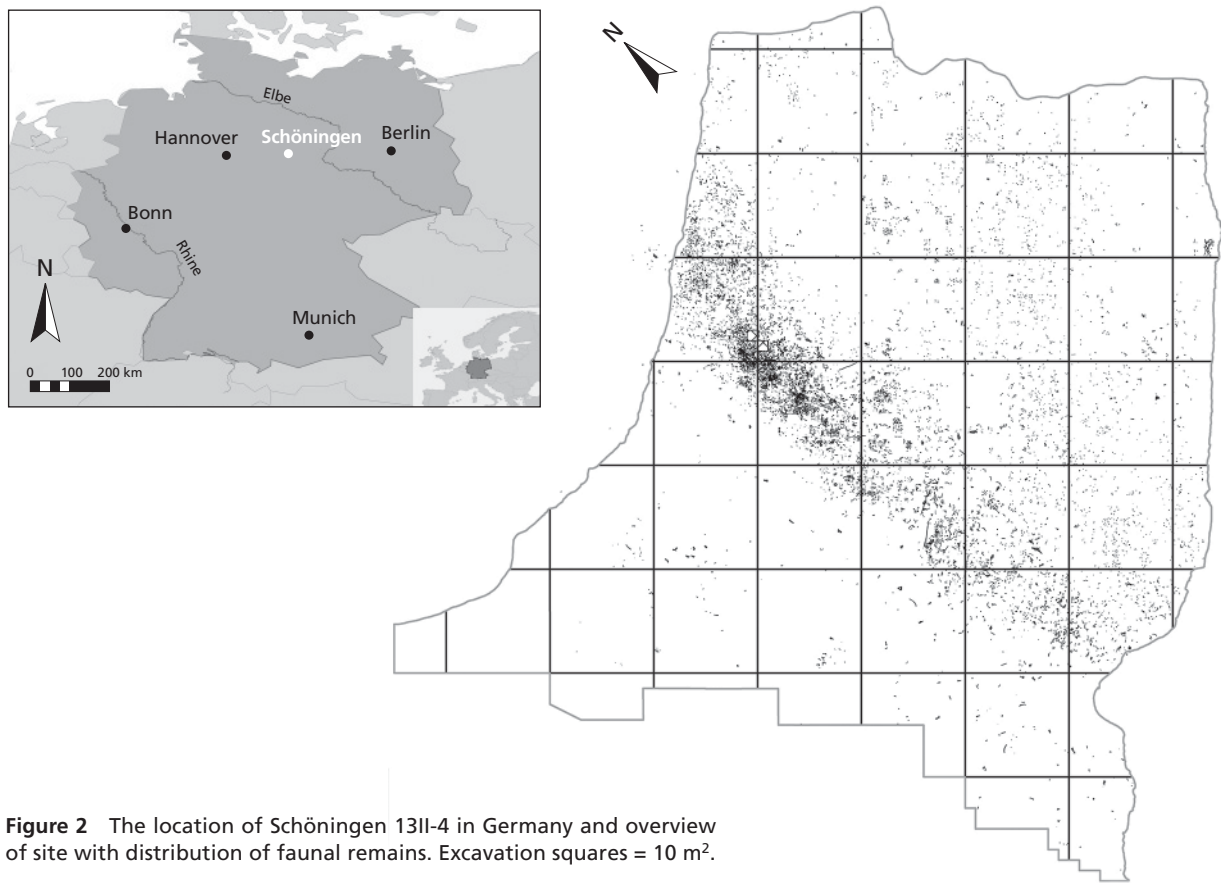 Elbe
Hannover
Schöningen
Berlin
Bonn
Rhine
N
Munich
0 100 200 km
N
Figure 2 The location of Schöningen 13II-4 in Germany and overview
of site with distribution of faunal remains. Excavation squares = 10 m².